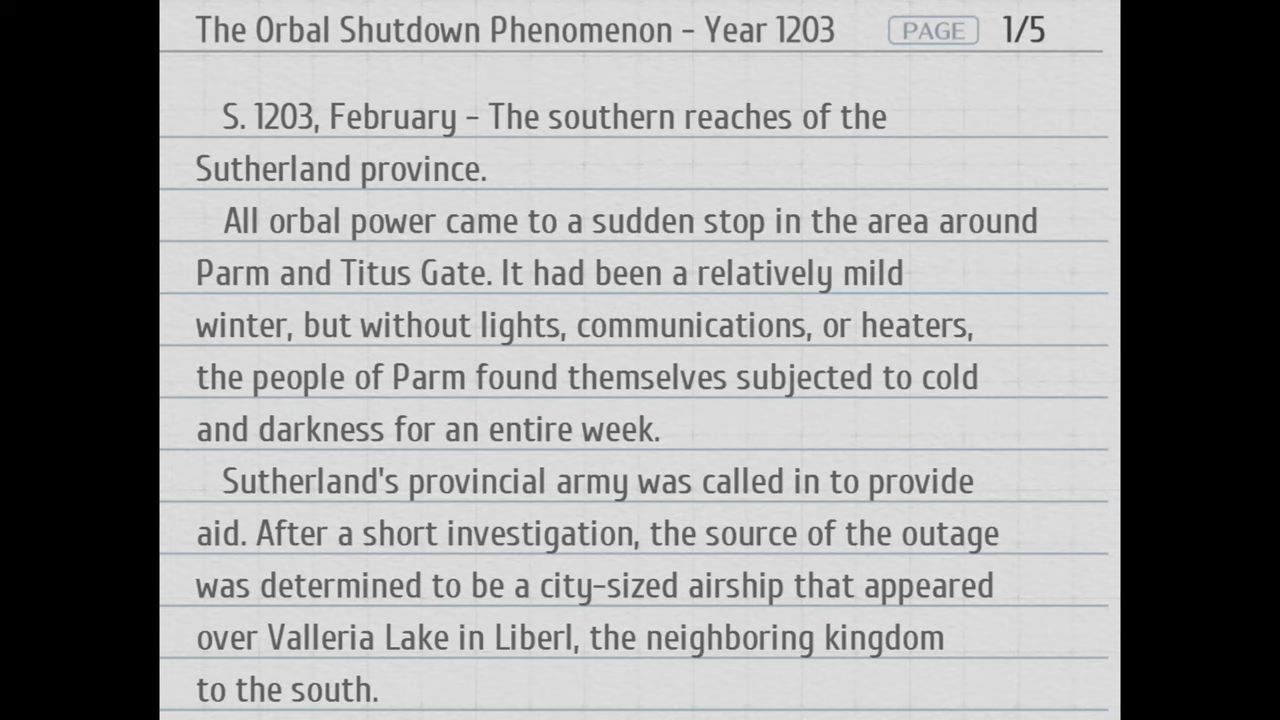 The Orbal Shutdown Phenomenon - Year 1203 PAGE 1/5
S. 1203, February - The southern reaches of the
Sutherland province.
All orbal power came to a sudden stop in the area around
Parm and Titus Gate. It had been a relatively mild
winter, but without lights, communications, or heaters,
the people of Parm found themselves subjected to cold
and darkness for an entire week.
Sutherland's provincial army was called in to provide
aid. After a short investigation, the source of the outage
was determined to be a city-sized airship that appeared
over Valleria Lake in Liberl, the neighboring kingdom
to the south.